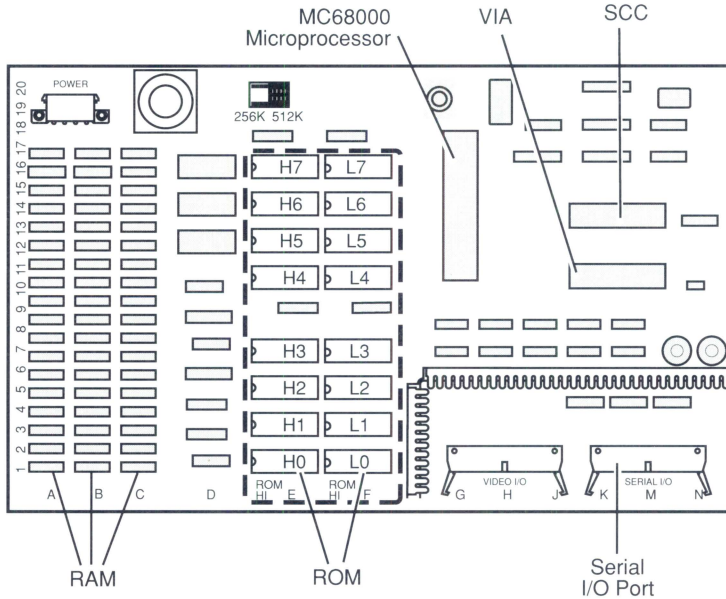 MC68000
Microprocessor
VIA
SCC
POWER
256K 512K
20
19
18
17
16
15
14
13
12
11
10
9
8
7
6
5
4
3
2
1
H7 L7
H6 L6
H5 L5
H4 L4
H3 L3
H2 L2
H1 L1
H0 L0
ROM ROM
HI E HI F
A B C D
VIDEO I/O
G H J
SERIAL I/O
K M N
RAM
ROM
Serial
I/O Port